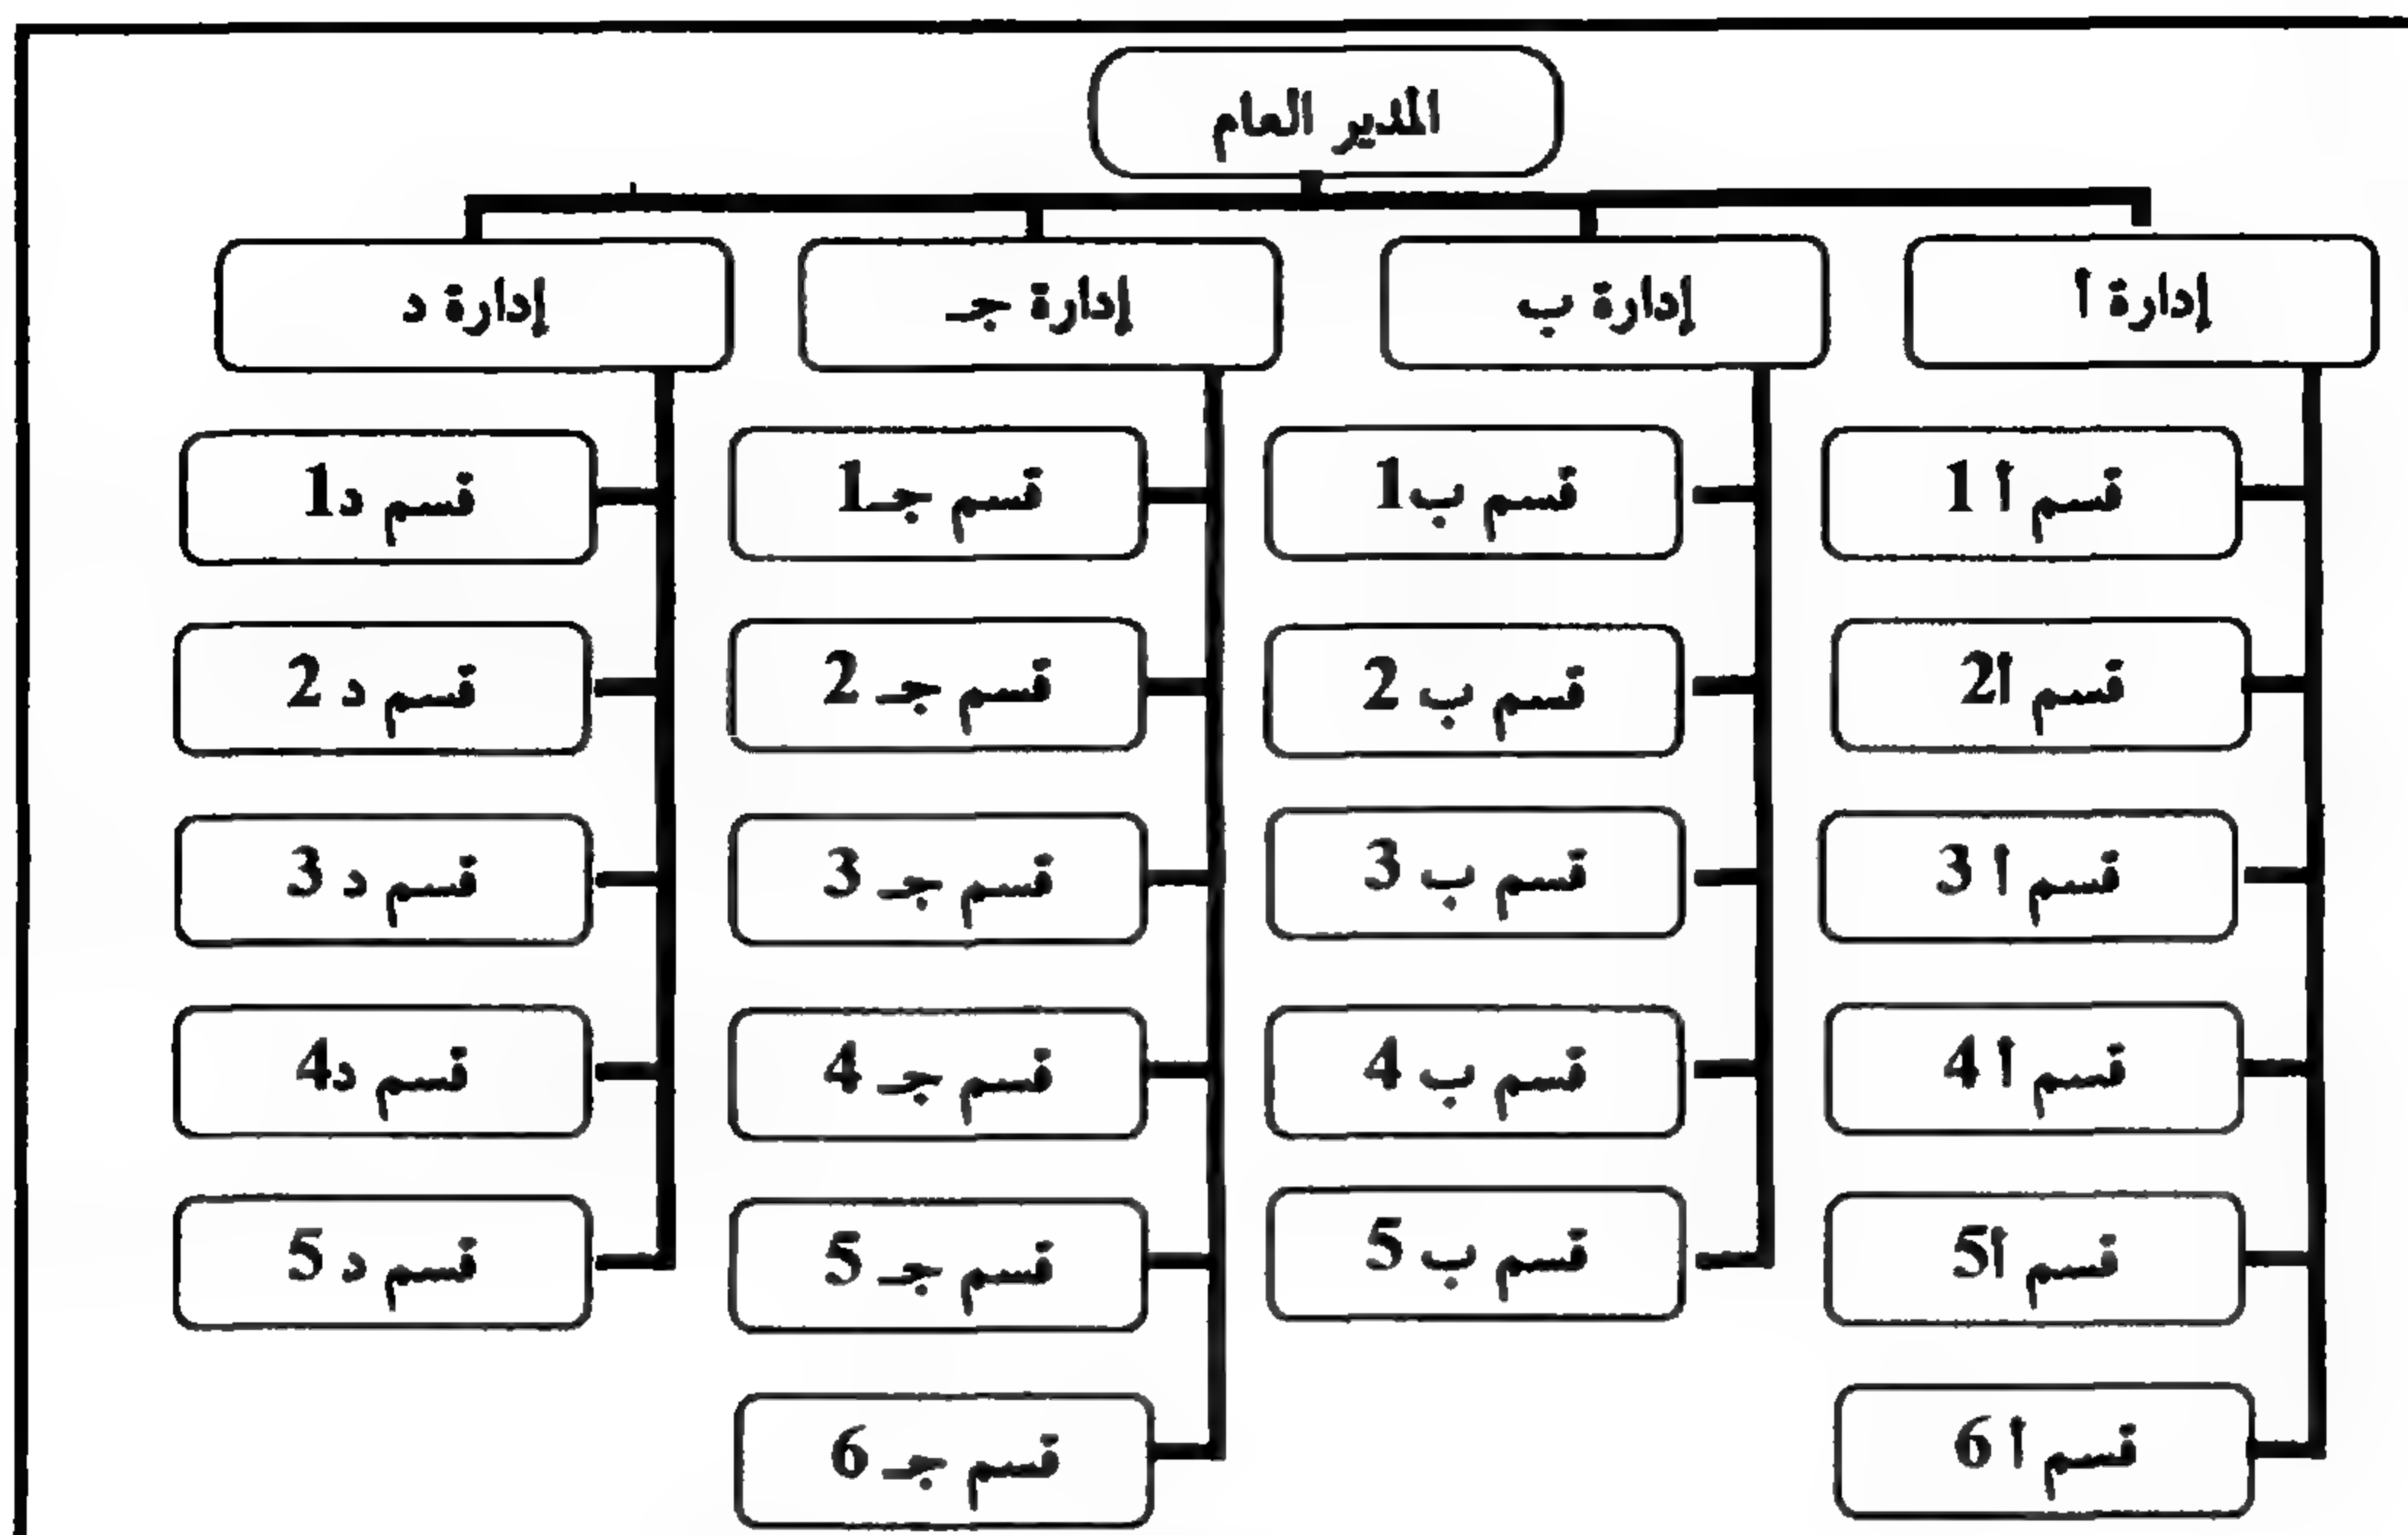 المدير العام
إدارة أ
إدارة ب
إدارة جـ
إدارة د
قسم أ 1
قسم ب1
قسم جـ1
قسم د1
قسم أ2
قسم ب 2
قسم جـ 2
قسم د 2
قسم أ 3
قسم ب 3
قسم جـ 3
قسم د 3
قسم أ 4
قسم ب 4
قسم جـ 4
قسم د4
قسم أ5
قسم ب 5
قسم جـ 5
قسم د 5
قسم أ 6
قسم جـ 6